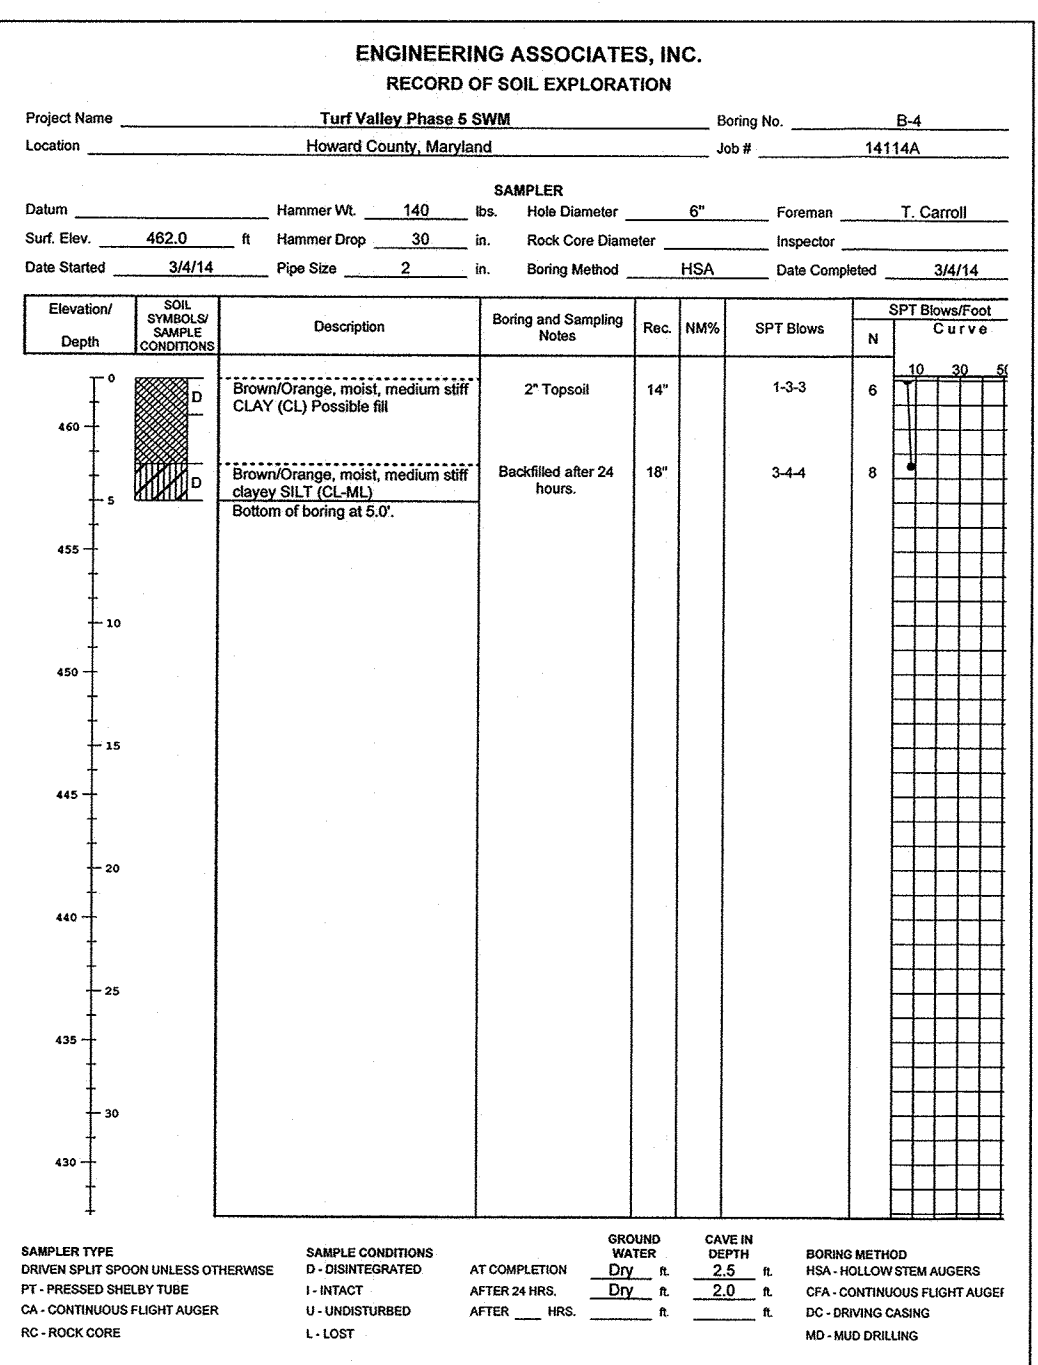 ENGINEERING ASSOCIATES, INC.
RECORD OF SOIL EXPLORATION
Project Name Turf Valley Phase 5 SWM Boring No. B-4
Location Howard County, Maryland Job # 14114A
SAMPLER
Datum Hammer Wt. 140 lbs. Hole Diameter 6" Foreman T. Carroll
Surf. Elev. 462.0 ft Hammer Drop 30 in. Rock Core Diameter Inspector
Date Started 3/4/14 Pipe Size 2 in. Boring Method HSA Date Completed 3/4/14
Elevation/ Depth
SOIL SYMBOLS/ SAMPLE CONDITIONS
Description
Boring and Sampling Notes
Rec.
NM%
SPT Blows
SPT Blows/Foot
N
Curve
10 30 50
0
D
Brown/Orange, moist, medium stiff 2" Topsoil 14" 1-3-3 6
CLAY (CL) Possible fill
460
D
Brown/Orange, moist, medium stiff Backfilled after 24 18" 3-4-4 8
clayey SILT (CL-ML) hours.
5
Bottom of boring at 5.0'.
455
10
450
15
445
20
440
25
435
30
430
GROUND WATER
CAVE IN DEPTH
SAMPLER TYPE SAMPLE CONDITIONS BORING METHOD
DRIVEN SPLIT SPOON UNLESS OTHERWISE D - DISINTEGRATED AT COMPLETION Dry ft. 2.5 ft. HSA - HOLLOW STEM AUGERS
PT - PRESSED SHELBY TUBE I - INTACT AFTER 24 HRS. Dry ft. 2.0 ft. CFA - CONTINUOUS FLIGHT AUGER
CA - CONTINUOUS FLIGHT AUGER U - UNDISTURBED AFTER ___ HRS. ft. ft. DC - DRIVING CASING
RC - ROCK CORE L - LOST MD - MUD DRILLING